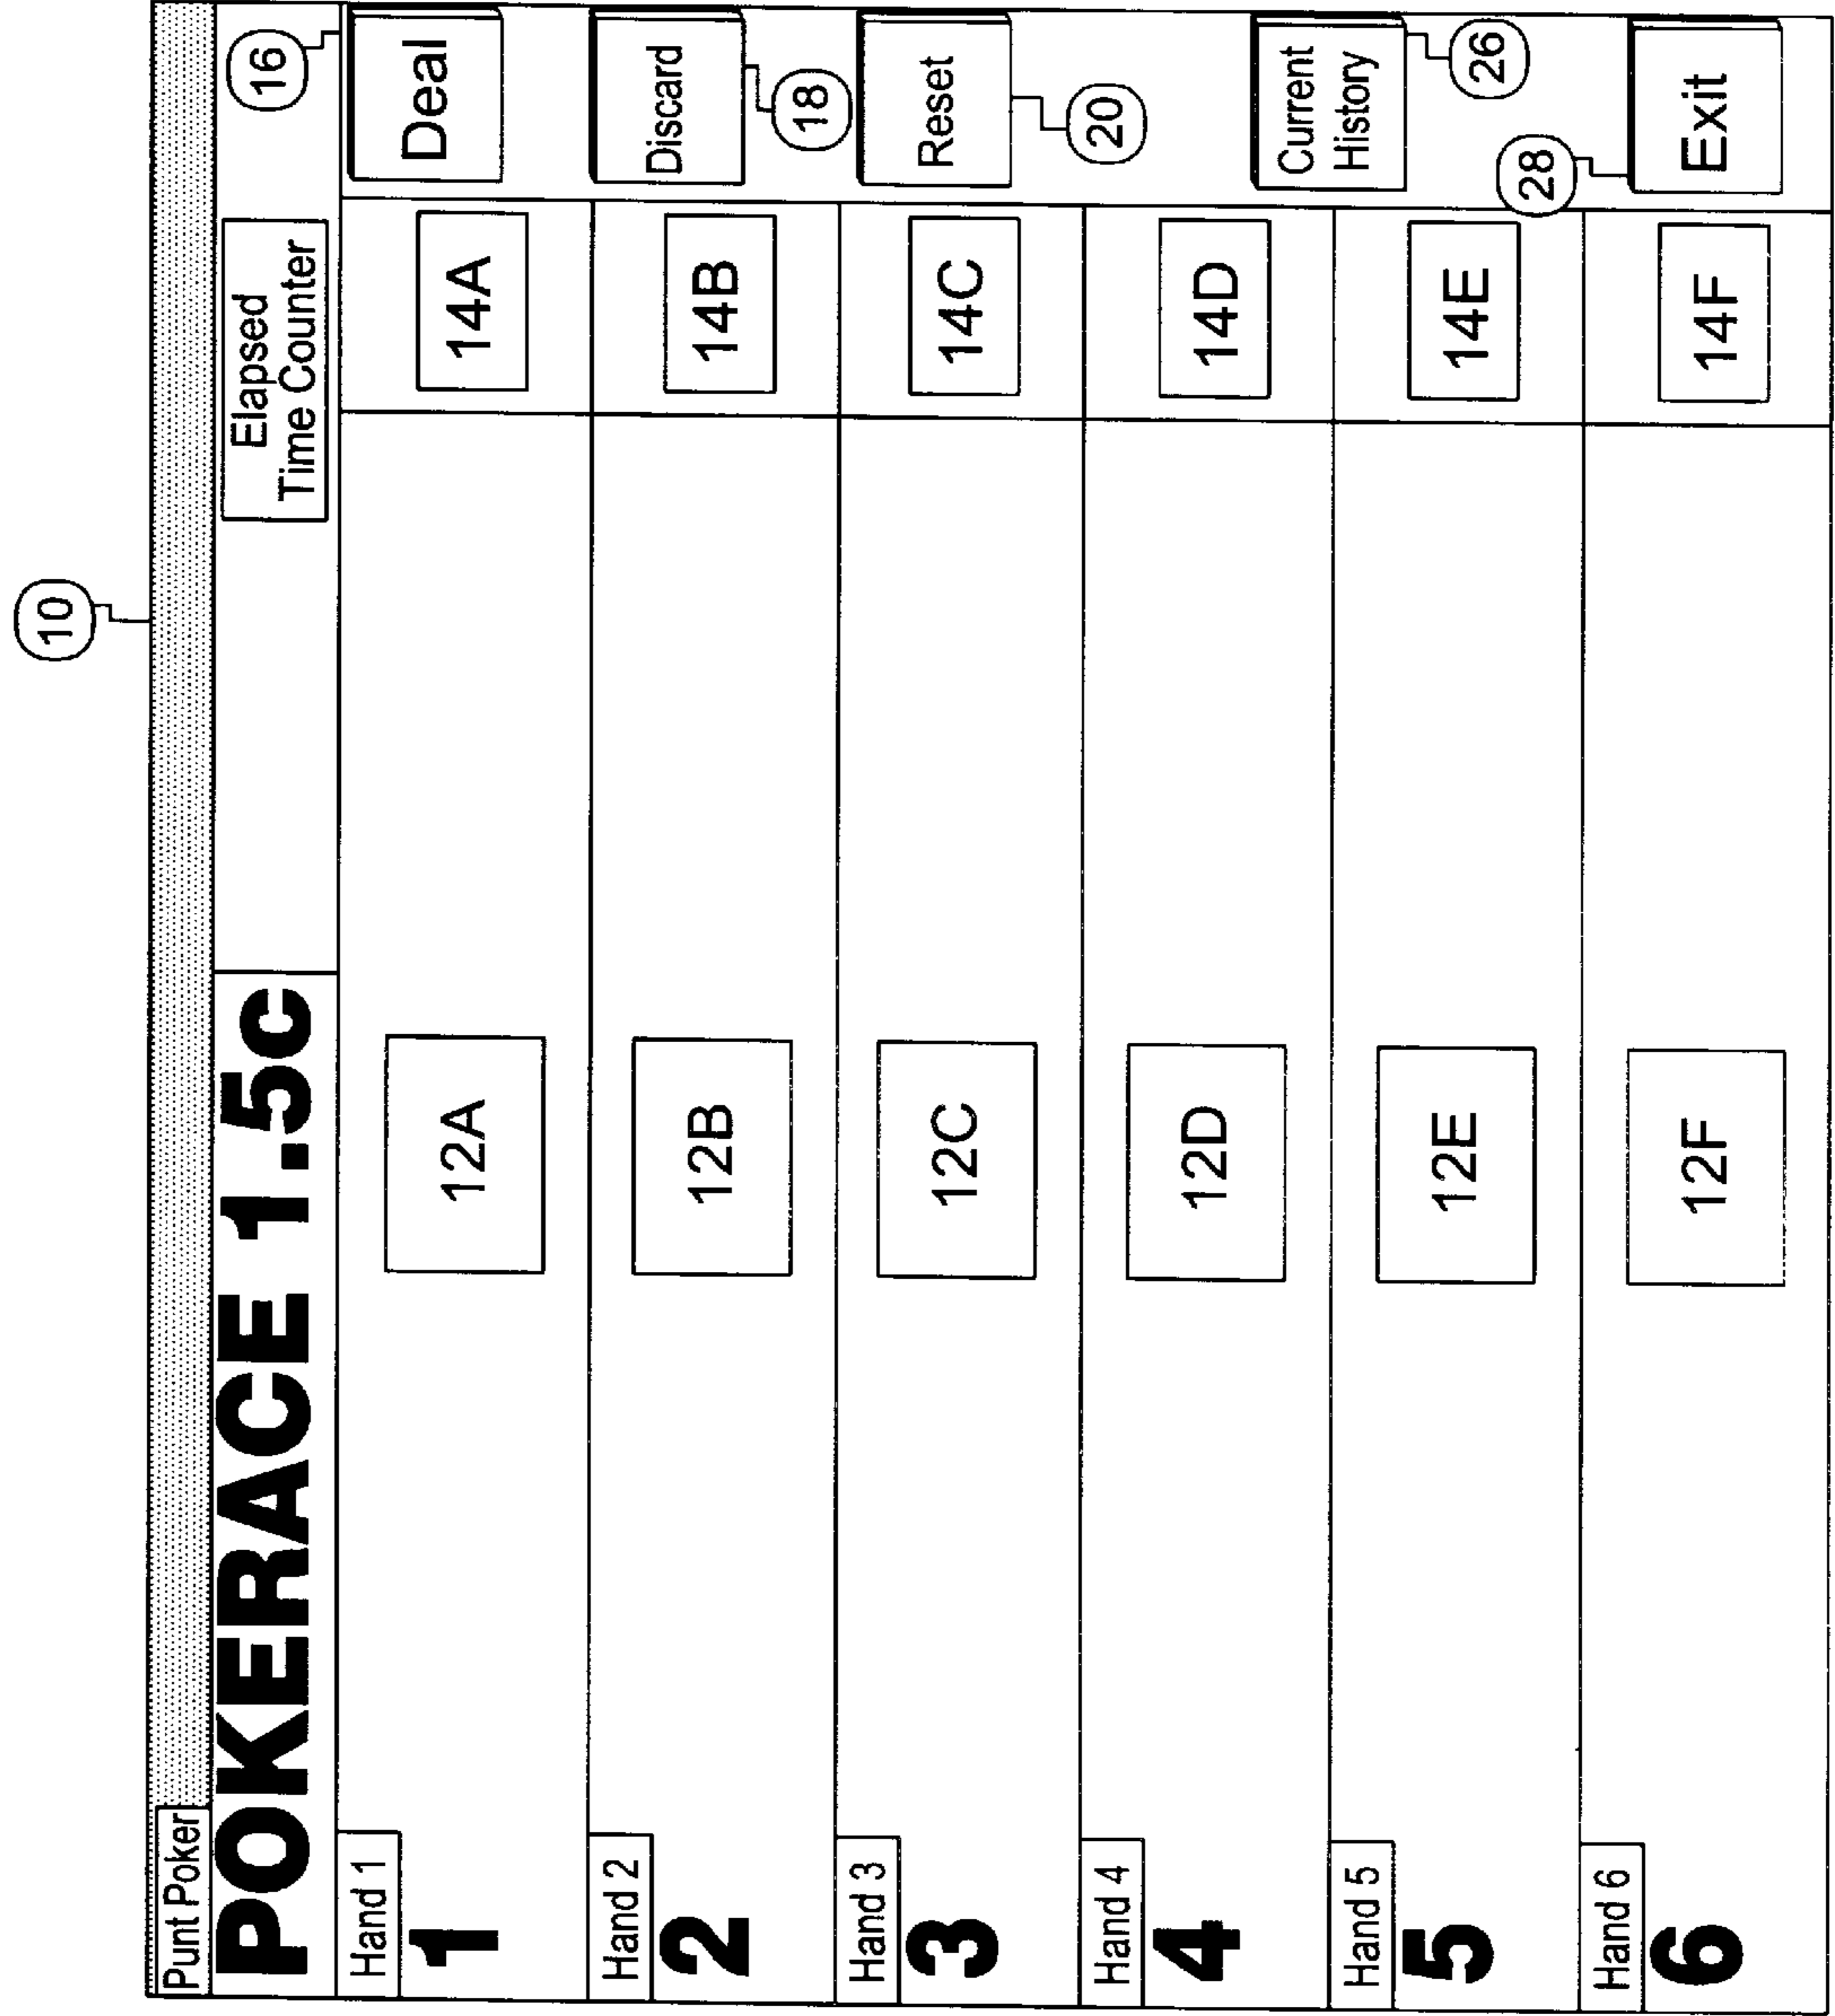 10
Punt Poker
POKERACE 1.5c
Elapsed
Time Counter
16
Hand 1
1
12A
14A
Deal
Hand 2
2
12B
14B
Discard
18
Hand 3
3
12C
14C
Reset
20
Hand 4
4
12D
14D
Current
History
26
Hand 5
5
12E
14E
28
Hand 6
6
12F
14F
Exit